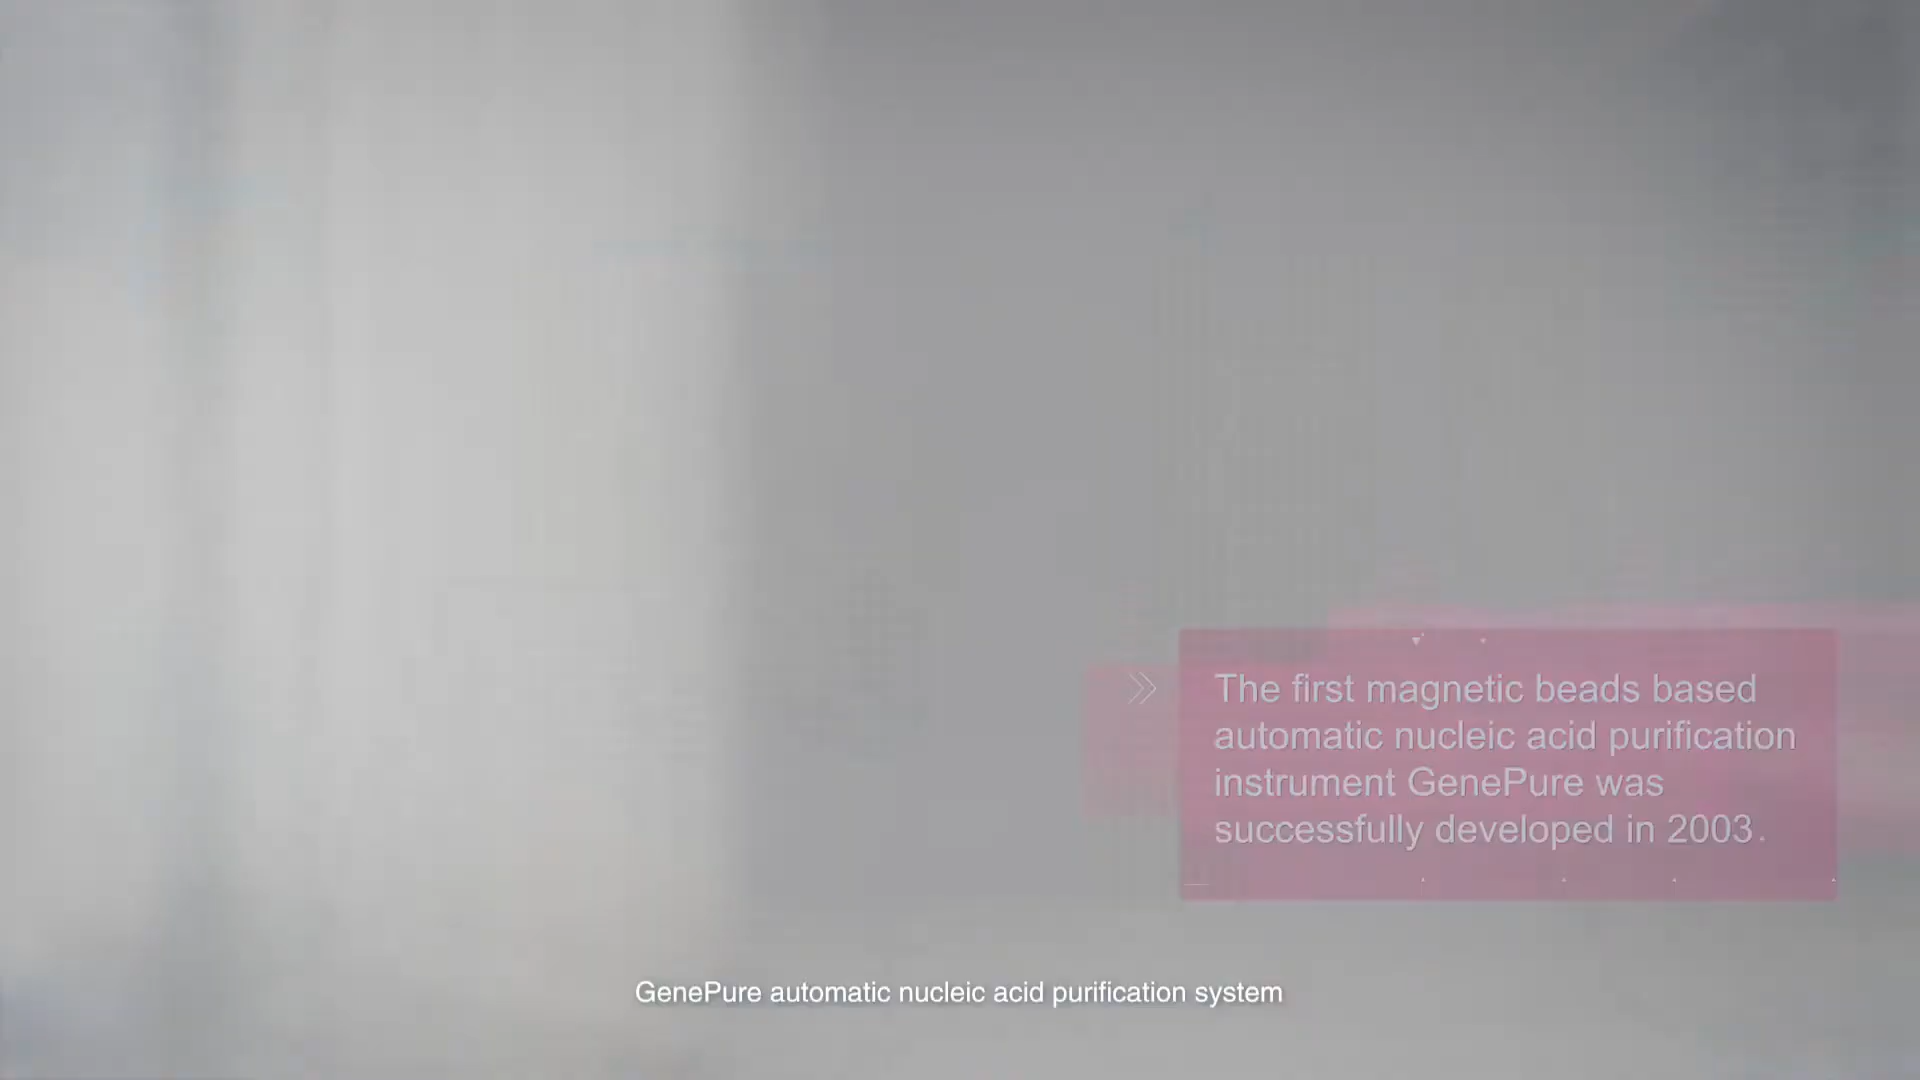 The first magnetic beads based
automatic nucleic acid purification
instrument GenePure was
successfully developed in 2003.
GenePure automatic nucleic acid purification system